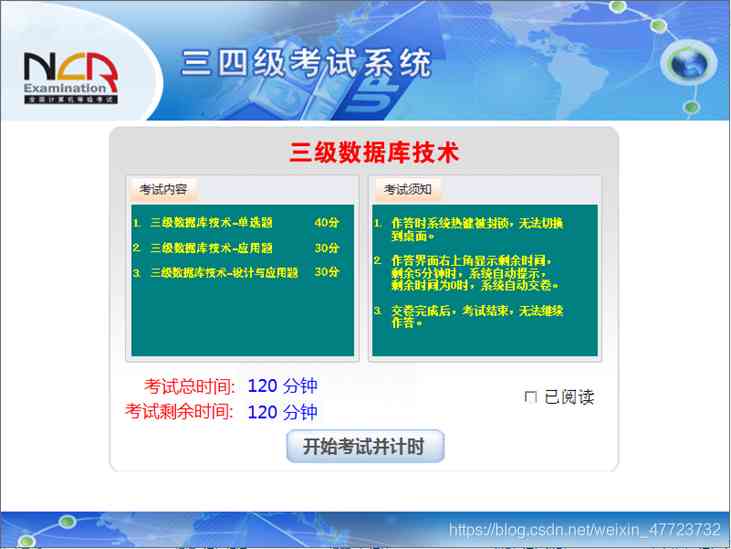 NCR
Examination
全国计算机等级考试
三四级考试系统
UP
三级数据库技术
考试内容
1. 三级数据库技术-单选题 40分
2. 三级数据库技术-应用题 30分
3. 三级数据库技术-设计与应用题 30分
考试须知
1. 作答时系统热键被封锁，无法切换
到桌面。
2. 作答界面右上角显示剩余时间，
剩余5分钟时，系统自动提示，
剩余时间为0时，系统自动交卷。
3. 交卷完成后，考试结束，无法继续
作答。
考试总时间: 120 分钟
考试剩余时间: 120 分钟
已阅读
开始考试并计时
https://blog.csdn.net/weixin_47723732